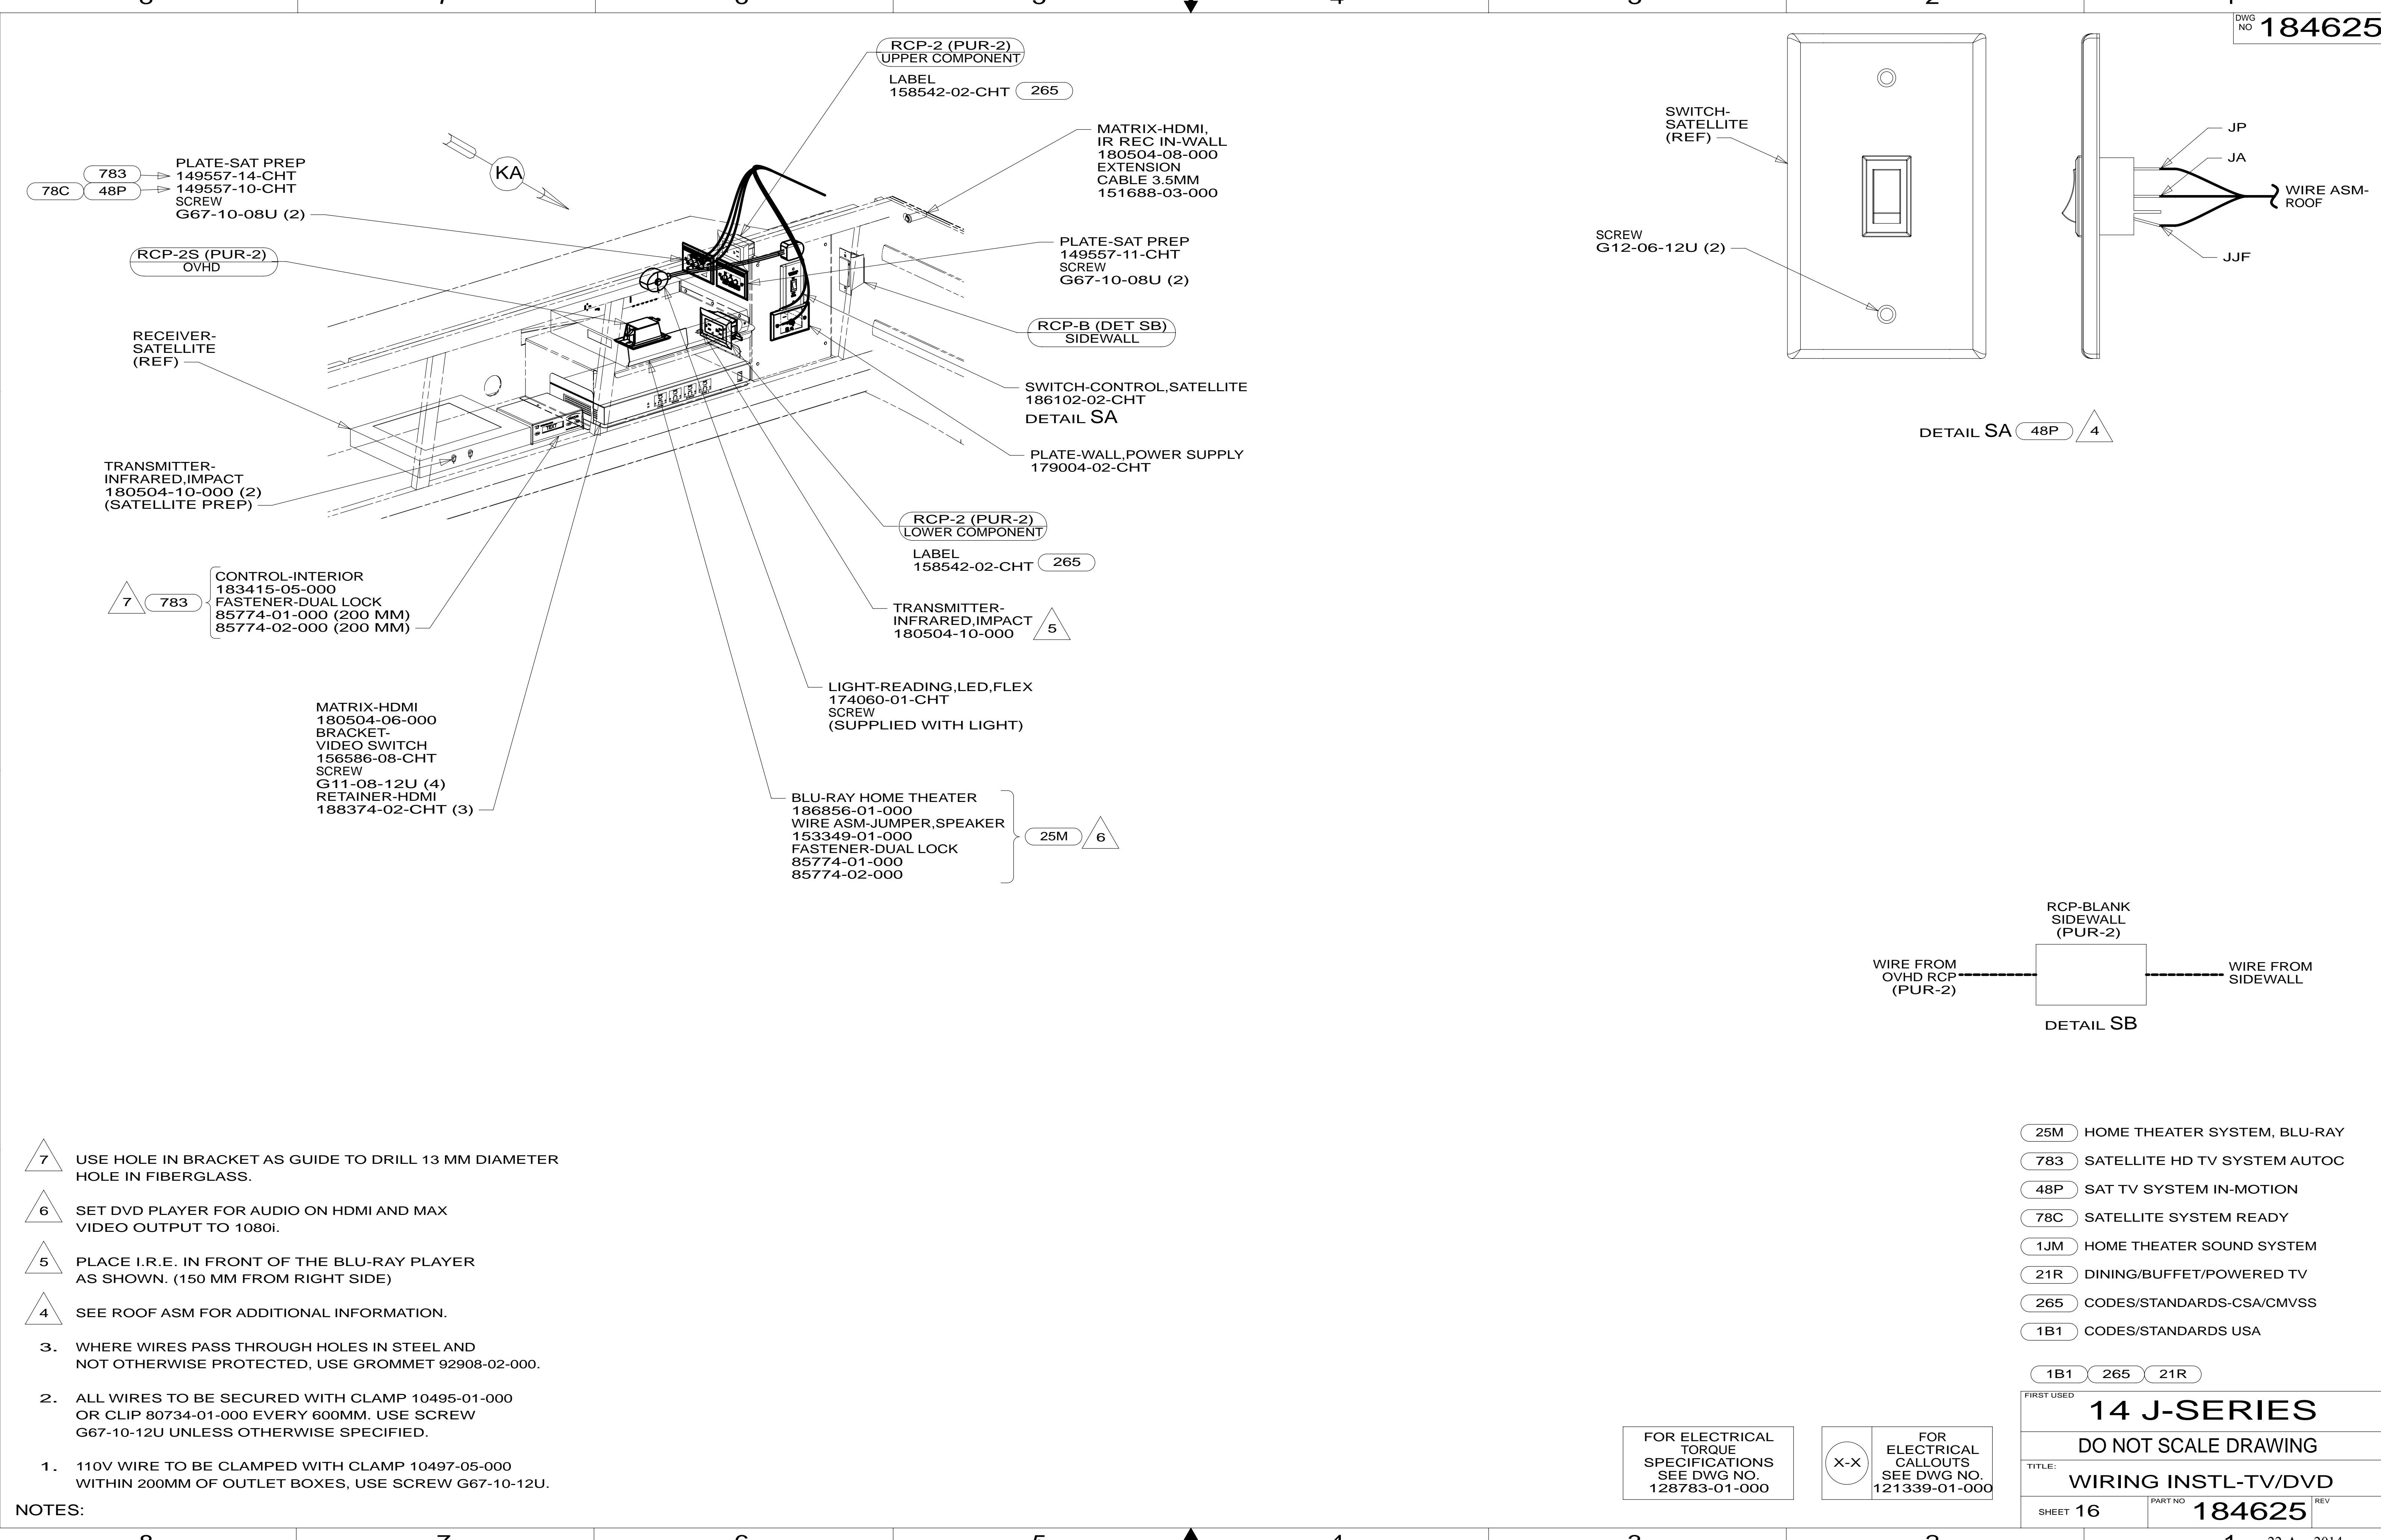 DWG
NO 184625
RCP-2 (PUR-2)
UPPER COMPONENT
LABEL
158542-02-CHT 265
MATRIX-HDMI,
IR REC IN-WALL
180504-08-000
EXTENSION
CABLE 3.5MM
151688-03-000
783
78C 48P
PLATE-SAT PREP
149557-14-CHT
149557-10-CHT
SCREW
G67-10-08U (2)
KA
RCP-2S (PUR-2)
OVHD
PLATE-SAT PREP
149557-11-CHT
SCREW
G67-10-08U (2)
RCP-B (DET SB)
SIDEWALL
RECEIVER-
SATELLITE
(REF)
SWITCH-CONTROL,SATELLITE
186102-02-CHT
DETAIL SA
PLATE-WALL,POWER SUPPLY
179004-02-CHT
TRANSMITTER-
INFRARED,IMPACT
180504-10-000 (2)
(SATELLITE PREP)
TEXT
RCP-2 (PUR-2)
LOWER COMPONENT
LABEL
158542-02-CHT 265
7 783
CONTROL-INTERIOR
183415-05-000
FASTENER-DUAL LOCK
85774-01-000 (200 MM)
85774-02-000 (200 MM)
TRANSMITTER-
INFRARED,IMPACT
180504-10-000 5
LIGHT-READING,LED,FLEX
174060-01-CHT
SCREW
(SUPPLIED WITH LIGHT)
MATRIX-HDMI
180504-06-000
BRACKET-
VIDEO SWITCH
156586-08-CHT
SCREW
G11-08-12U (4)
RETAINER-HDMI
188374-02-CHT (3)
BLU-RAY HOME THEATER
186856-01-000
WIRE ASM-JUMPER,SPEAKER
153349-01-000
FASTENER-DUAL LOCK
85774-01-000
85774-02-000
25M 6
SWITCH-
SATELLITE
(REF)
SCREW
G12-06-12U (2)
JP
JA
WIRE ASM-
ROOF
JJF
DETAIL SA 48P 4
RCP-BLANK
SIDEWALL
(PUR-2)
WIRE FROM
OVHD RCP
(PUR-2)
WIRE FROM
SIDEWALL
DETAIL SB
7 USE HOLE IN BRACKET AS GUIDE TO DRILL 13 MM DIAMETER
HOLE IN FIBERGLASS.
6 SET DVD PLAYER FOR AUDIO ON HDMI AND MAX
VIDEO OUTPUT TO 1080i.
5 PLACE I.R.E. IN FRONT OF THE BLU-RAY PLAYER
AS SHOWN. (150 MM FROM RIGHT SIDE)
4 SEE ROOF ASM FOR ADDITIONAL INFORMATION.
3. WHERE WIRES PASS THROUGH HOLES IN STEEL AND
NOT OTHERWISE PROTECTED, USE GROMMET 92908-02-000.
2. ALL WIRES TO BE SECURED WITH CLAMP 10495-01-000
OR CLIP 80734-01-000 EVERY 600MM. USE SCREW
G67-10-12U UNLESS OTHERWISE SPECIFIED.
1. 110V WIRE TO BE CLAMPED WITH CLAMP 10497-05-000
WITHIN 200MM OF OUTLET BOXES, USE SCREW G67-10-12U.
NOTES:
25M HOME THEATER SYSTEM, BLU-RAY
783 SATELLITE HD TV SYSTEM AUTOC
48P SAT TV SYSTEM IN-MOTION
78C SATELLITE SYSTEM READY
1JM HOME THEATER SOUND SYSTEM
21R DINING/BUFFET/POWERED TV
265 CODES/STANDARDS-CSA/CMVSS
1B1 CODES/STANDARDS USA
1B1 265 21R
FOR ELECTRICAL
TORQUE
SPECIFICATIONS
SEE DWG NO.
128783-01-000
X-X
FOR
ELECTRICAL
CALLOUTS
SEE DWG NO.
121339-01-000
FIRST USED
14 J-SERIES
DO NOT SCALE DRAWING
TITLE:
WIRING INSTL-TV/DVD
SHEET 16
PART NO 184625
REV